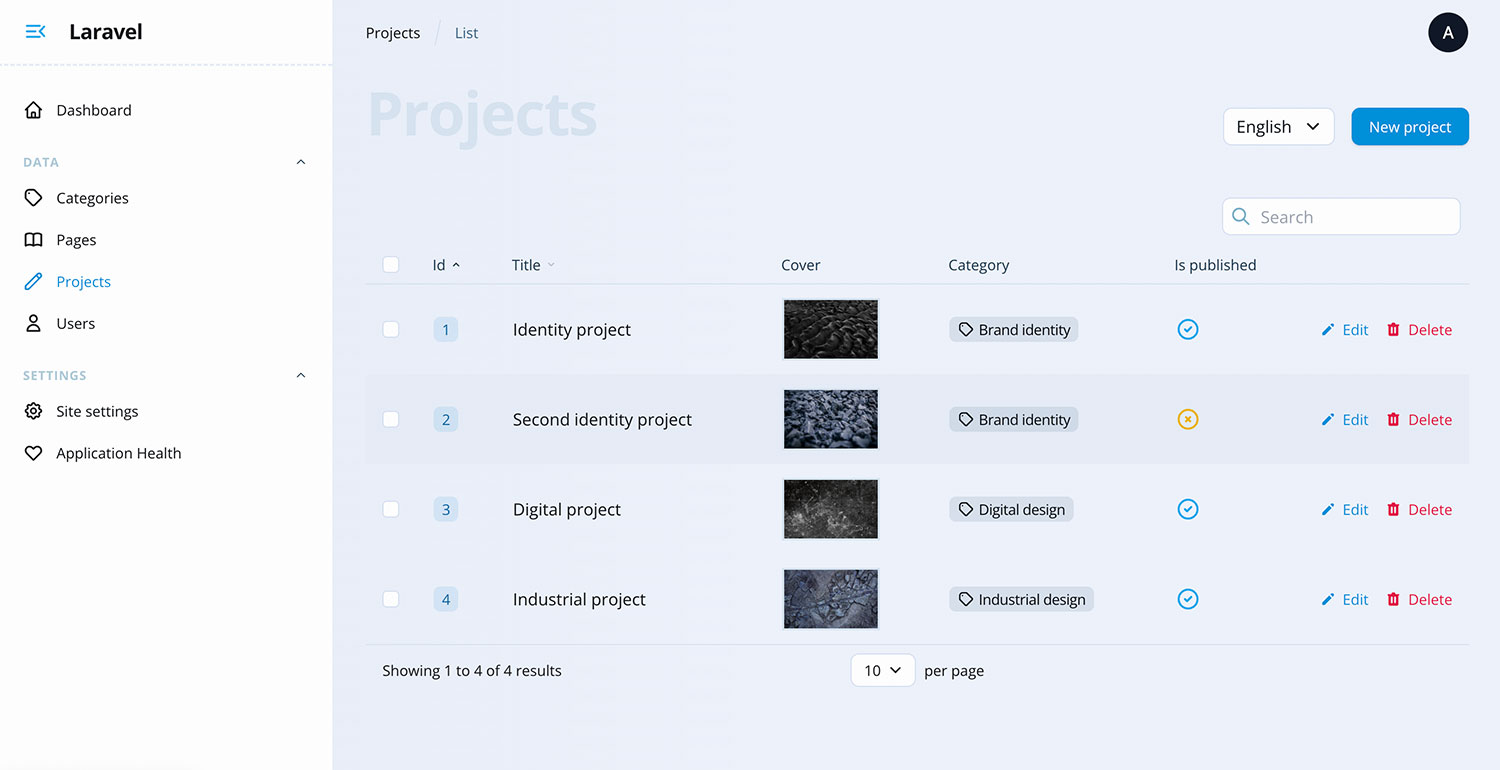 Laravel
Dashboard
DATA
Categories
Pages
Projects
Users
SETTINGS
Site settings
Application Health
Projects List
A
Projects
English
New project
Search
Id Title Cover Category Is published
1 Identity project Brand identity Edit Delete
2 Second identity project Brand identity Edit Delete
3 Digital project Digital design Edit Delete
4 Industrial project Industrial design Edit Delete
Showing 1 to 4 of 4 results 10 per page